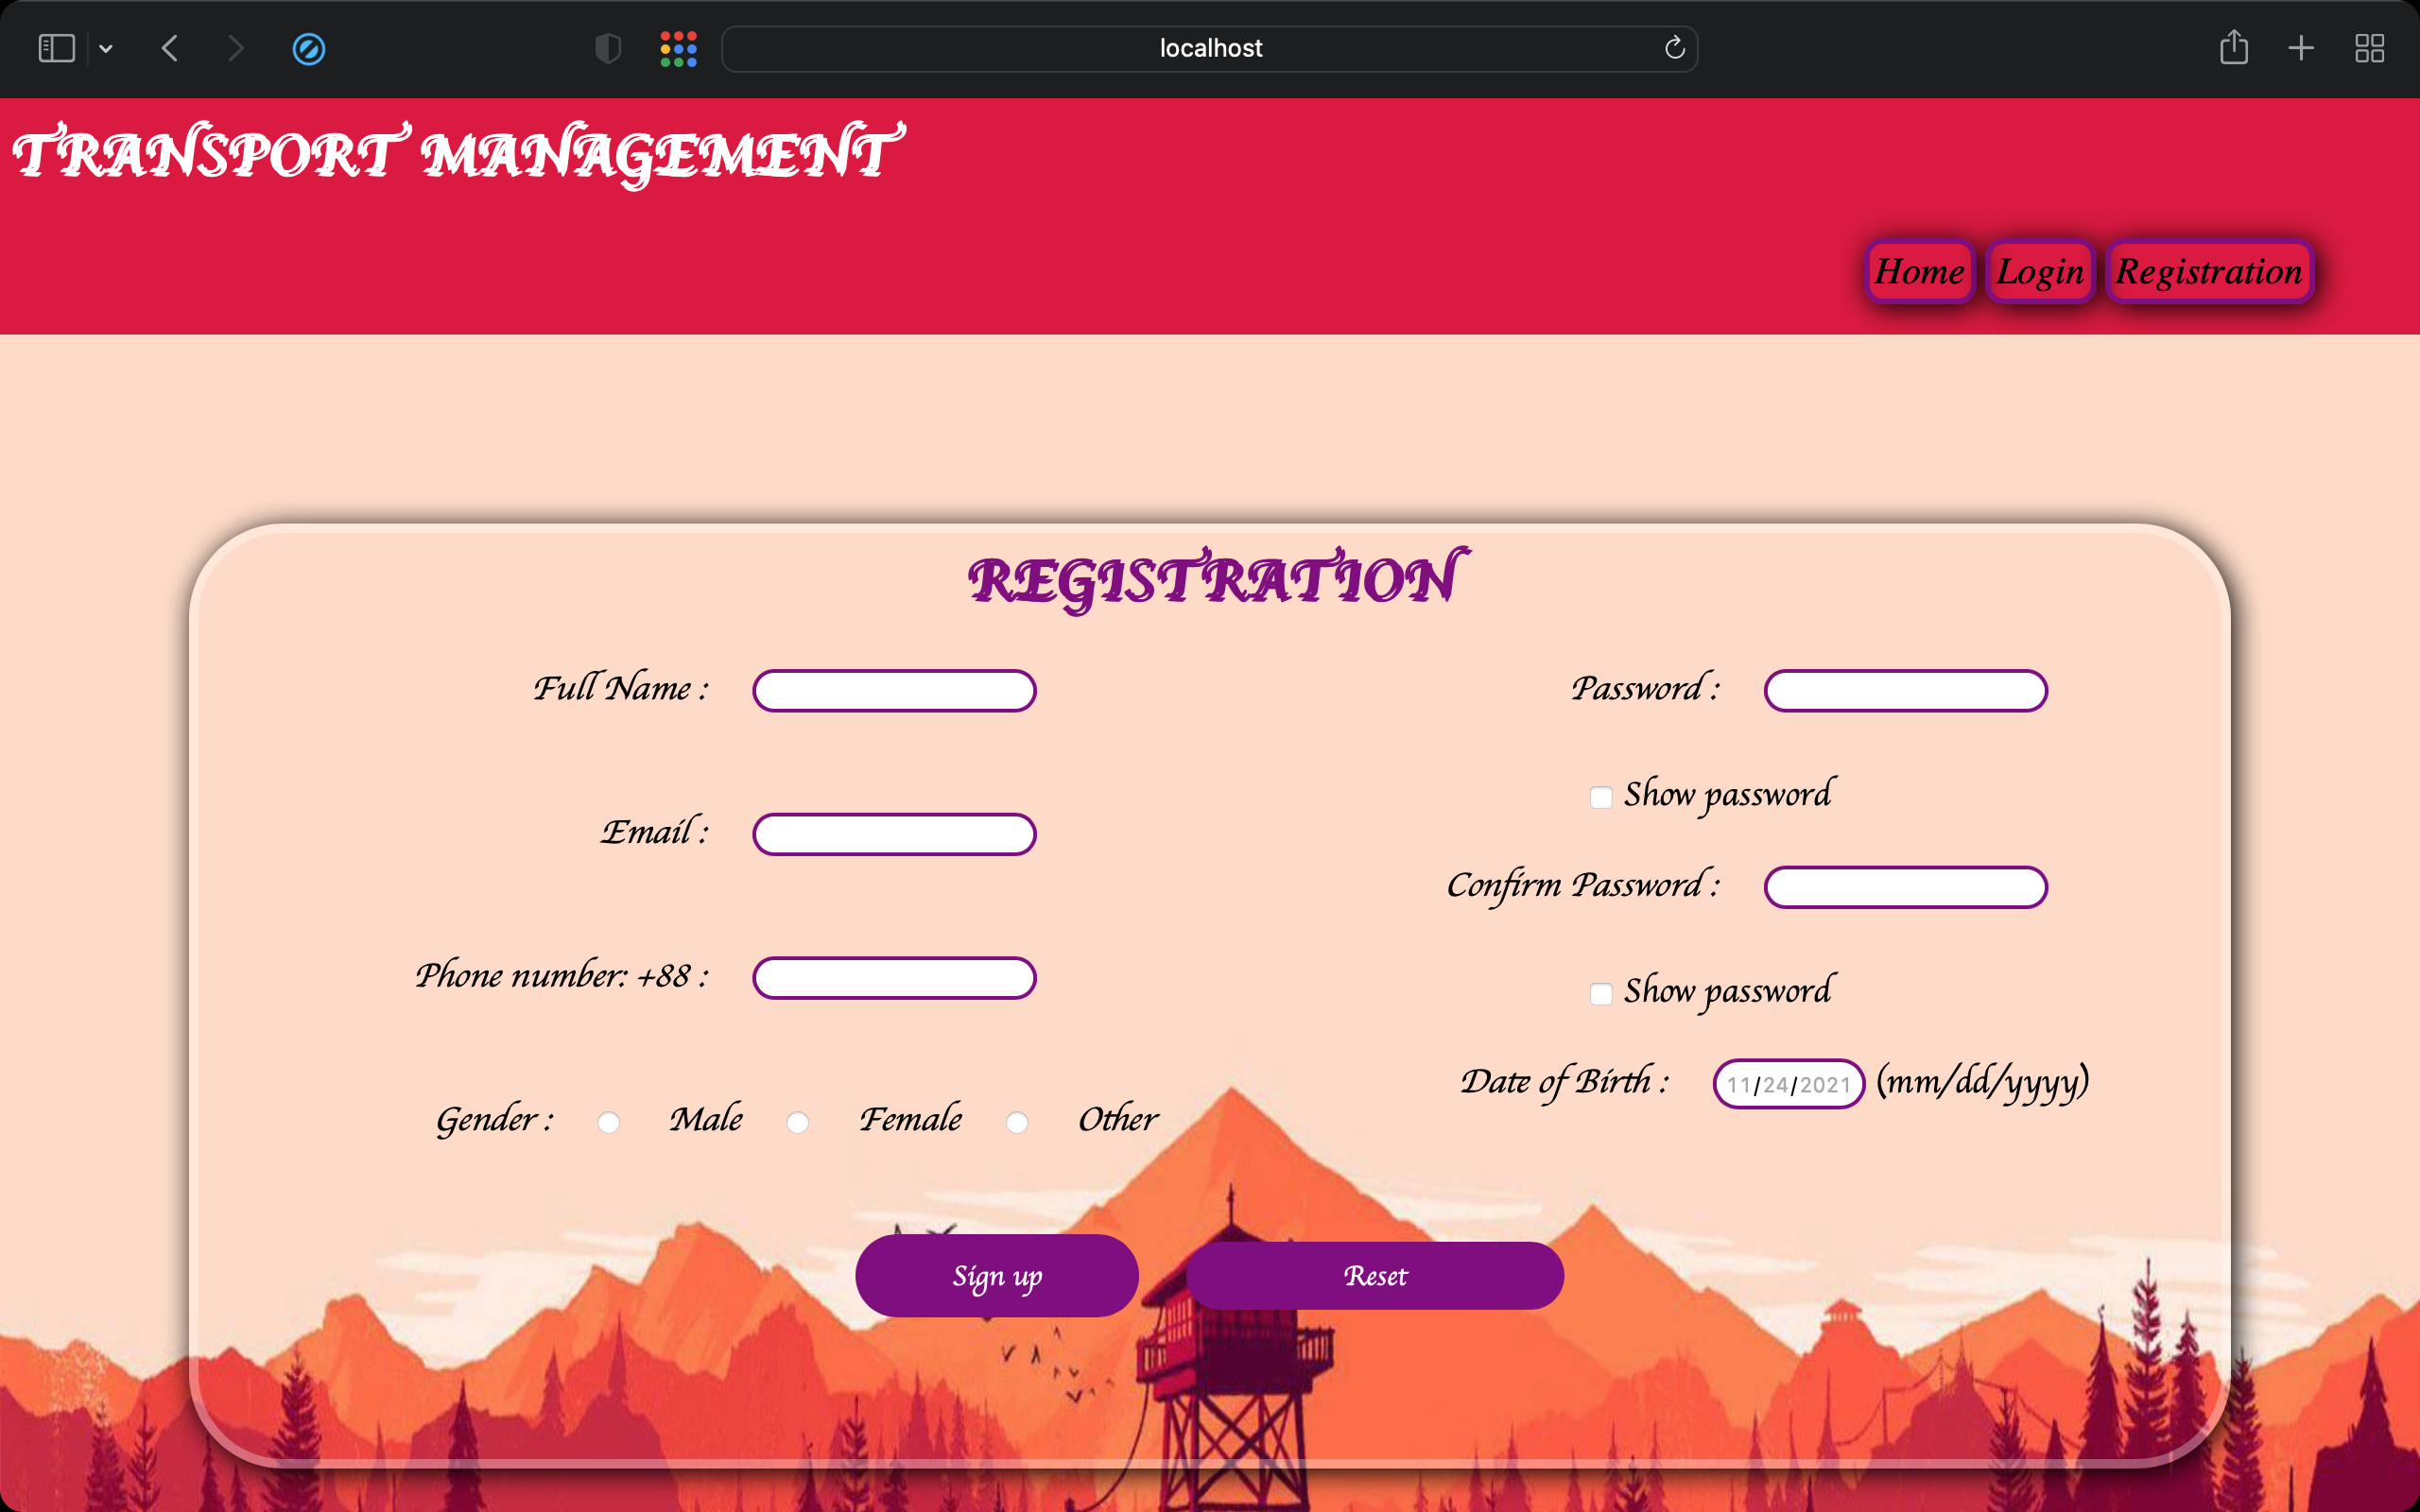 localhost
TRANSPORT MANAGEMENT
Home Login Registration
REGISTRATION
Full Name :
Email :
Phone number: +88 :
Gender : Male Female Other
Password :
Show password
Confirm Password :
Show password
Date of Birth : 11/24/2021 (mm/dd/yyyy)
Sign up Reset